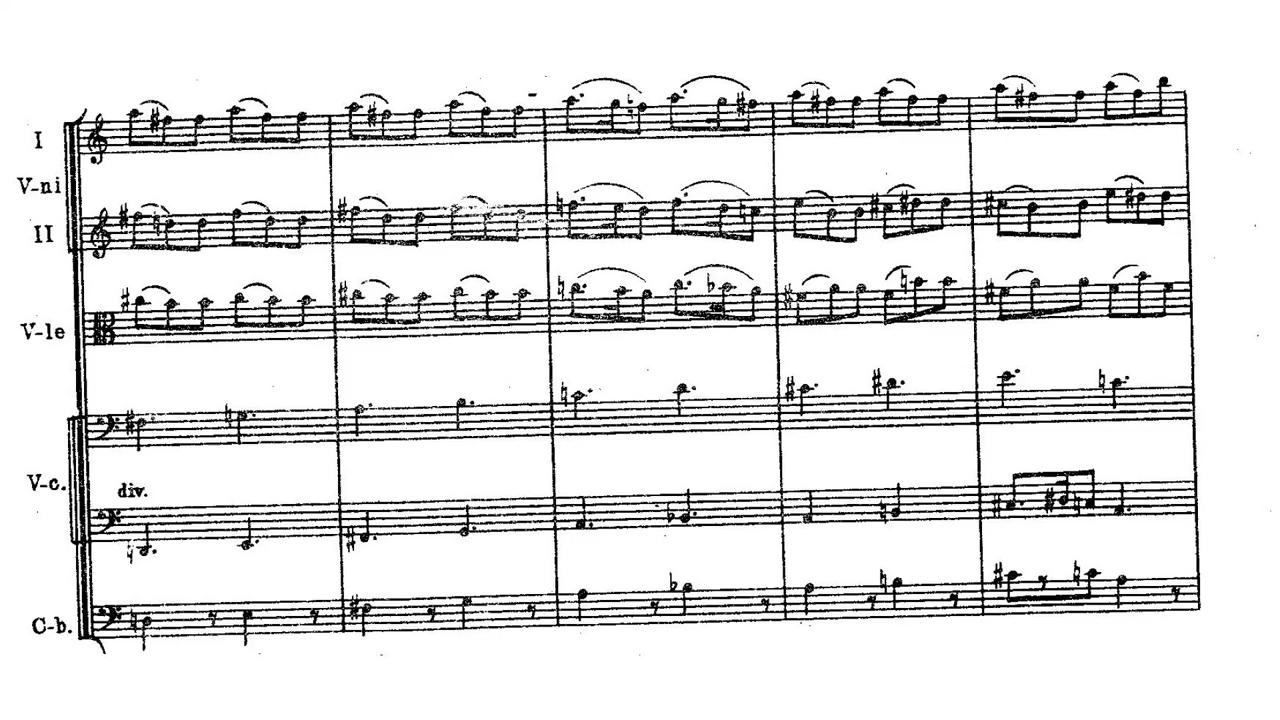 I
V-ni
II
V-le
V-c.
div.
C-b.